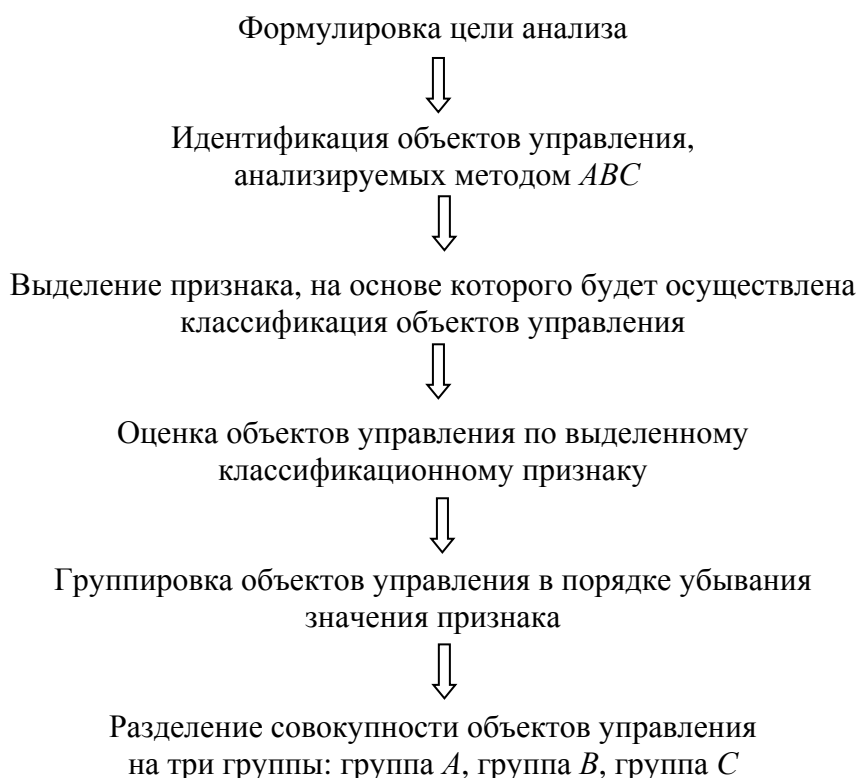 Формулировка цели анализа
Идентификация объектов управления,
анализируемых методом ABC
Выделение признака, на основе которого будет осуществлена
классификация объектов управления
Оценка объектов управления по выделенному
классификационному признаку
Группировка объектов управления в порядке убывания
значения признака
Разделение совокупности объектов управления
на три группы: группа A, группа B, группа C